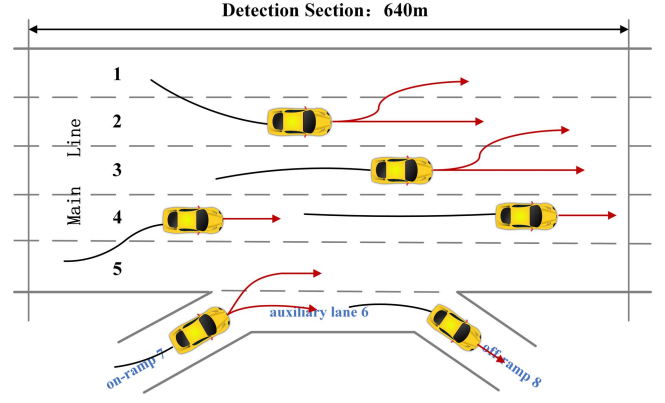 Detection Section: 640m
1
2
3
4
5
Main Line
auxiliary lane 6
on-ramp 7
off-ramp 8